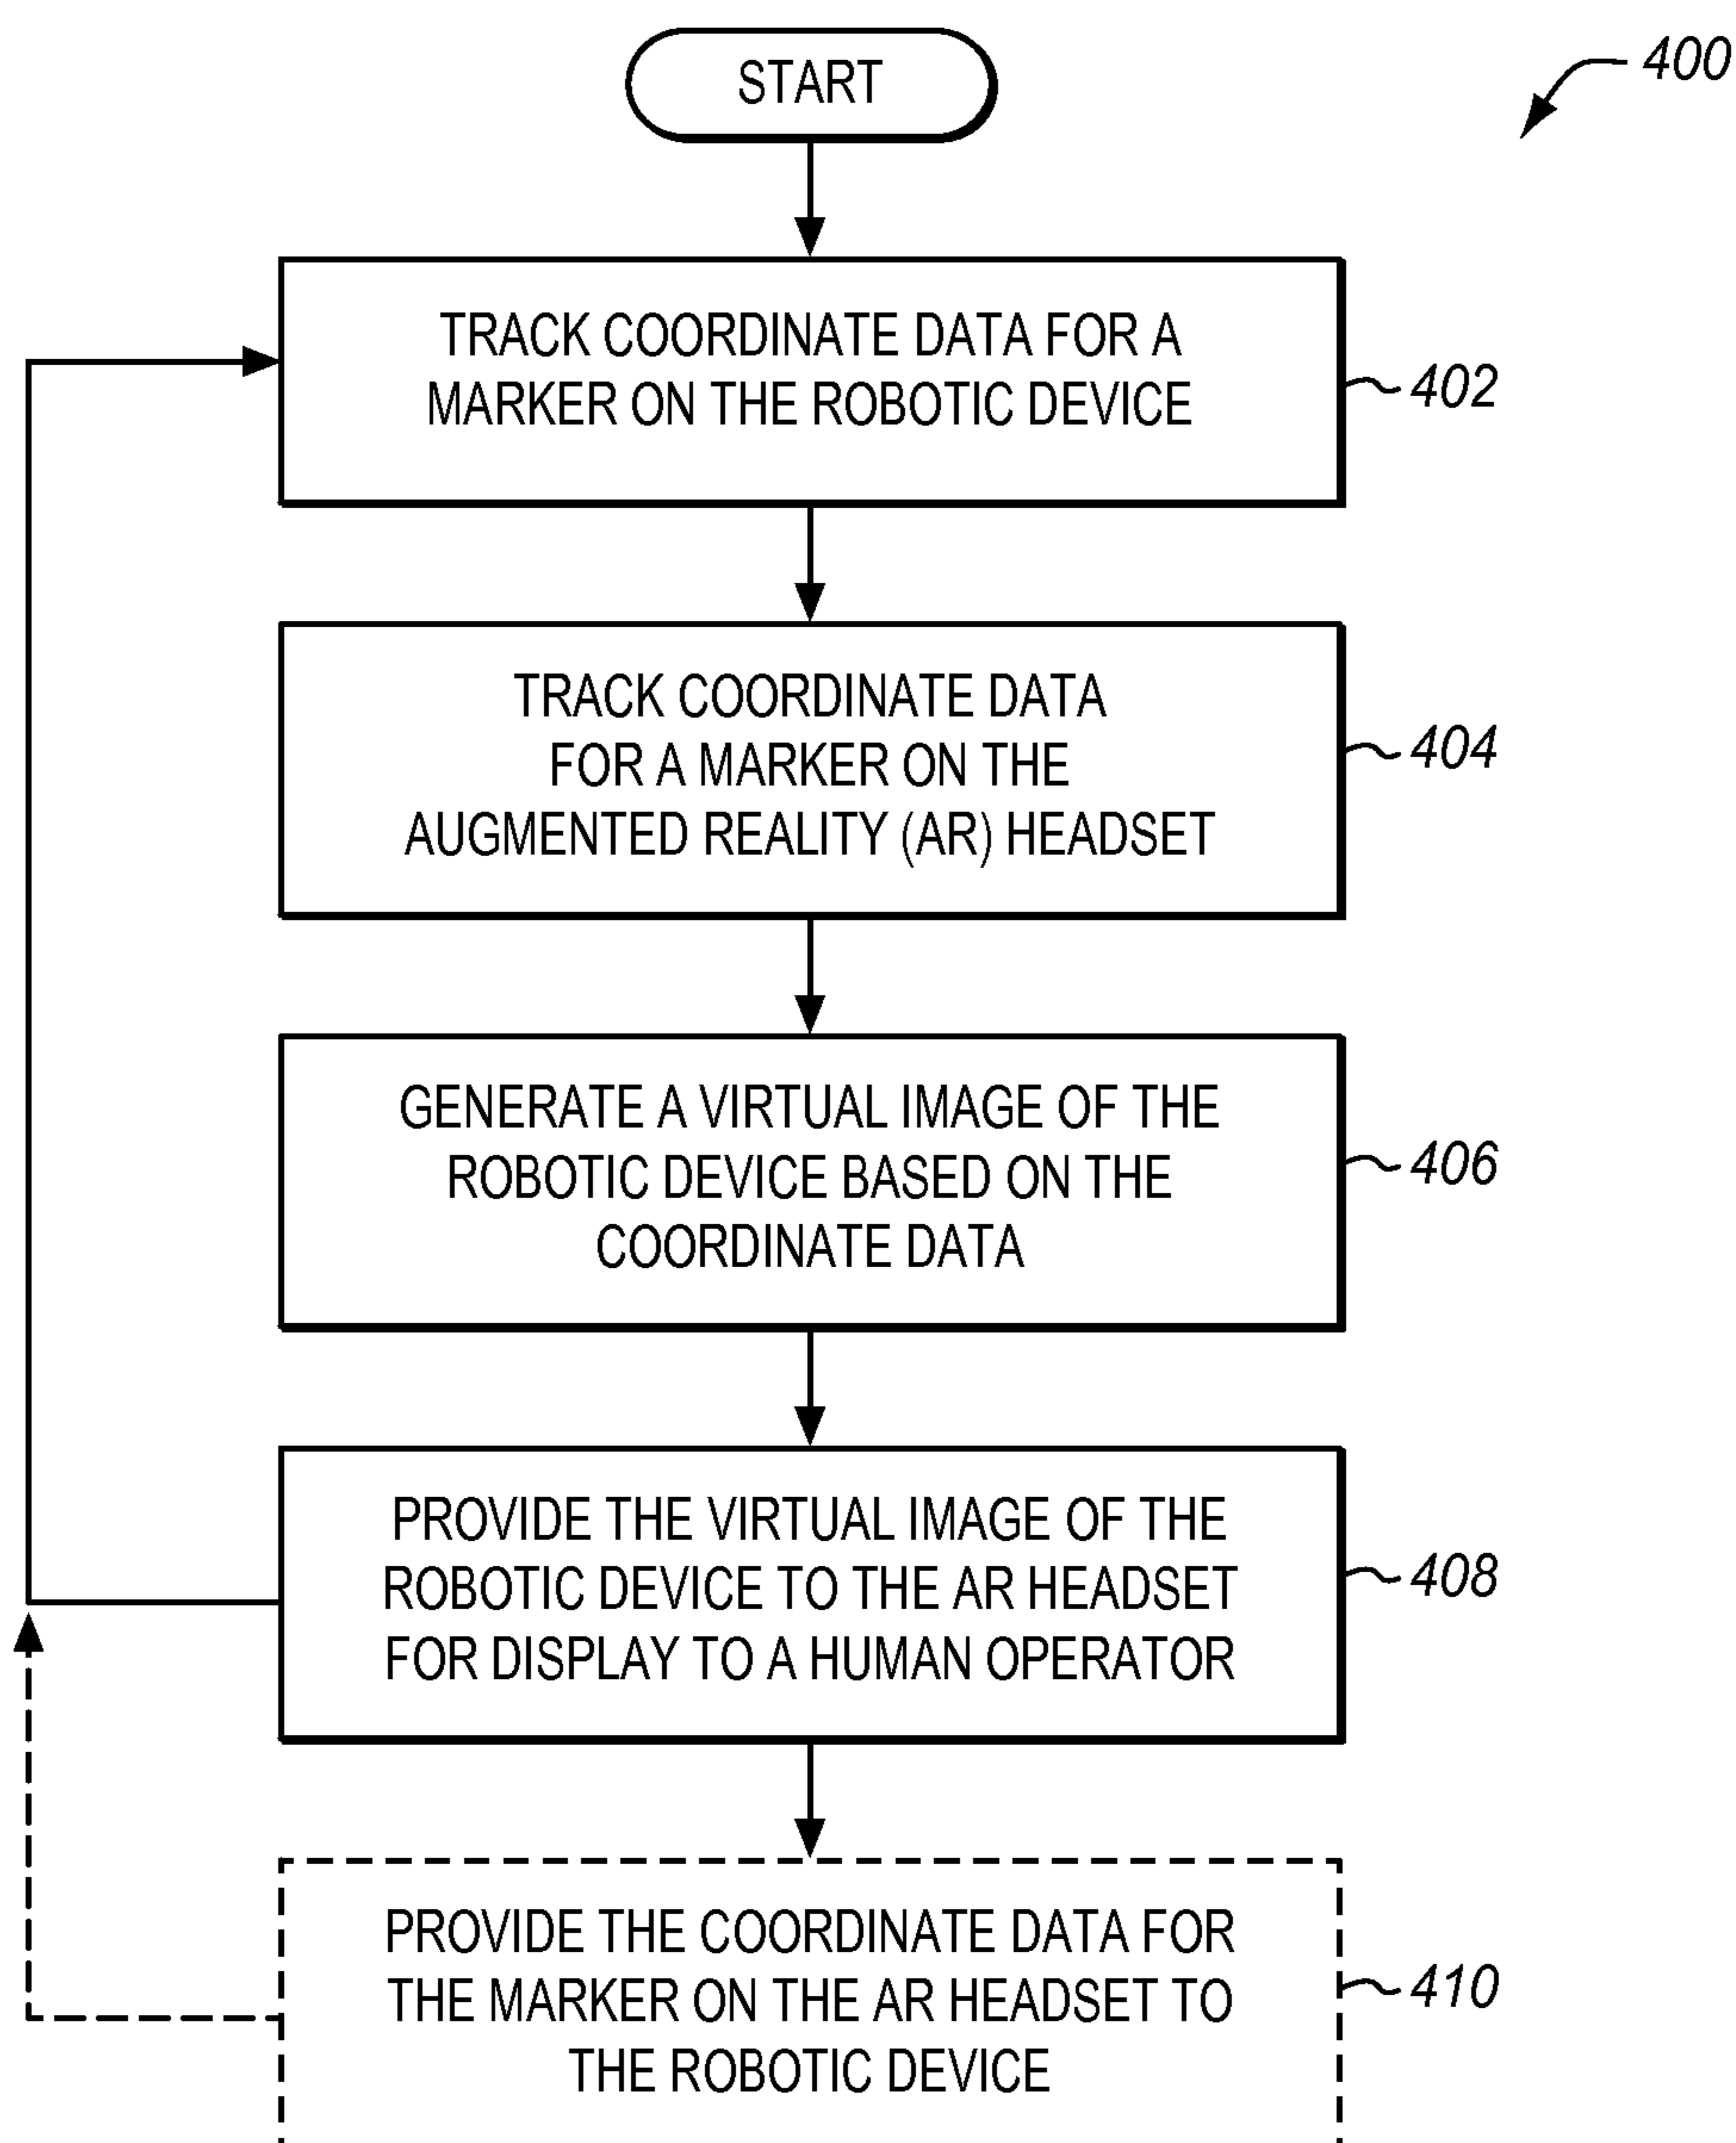 START
400
TRACK COORDINATE DATA FOR A
MARKER ON THE ROBOTIC DEVICE
402
TRACK COORDINATE DATA
FOR A MARKER ON THE
AUGMENTED REALITY (AR) HEADSET
404
GENERATE A VIRTUAL IMAGE OF THE
ROBOTIC DEVICE BASED ON THE
COORDINATE DATA
406
PROVIDE THE VIRTUAL IMAGE OF THE
ROBOTIC DEVICE TO THE AR HEADSET
FOR DISPLAY TO A HUMAN OPERATOR
408
PROVIDE THE COORDINATE DATA FOR
THE MARKER ON THE AR HEADSET TO
THE ROBOTIC DEVICE
410